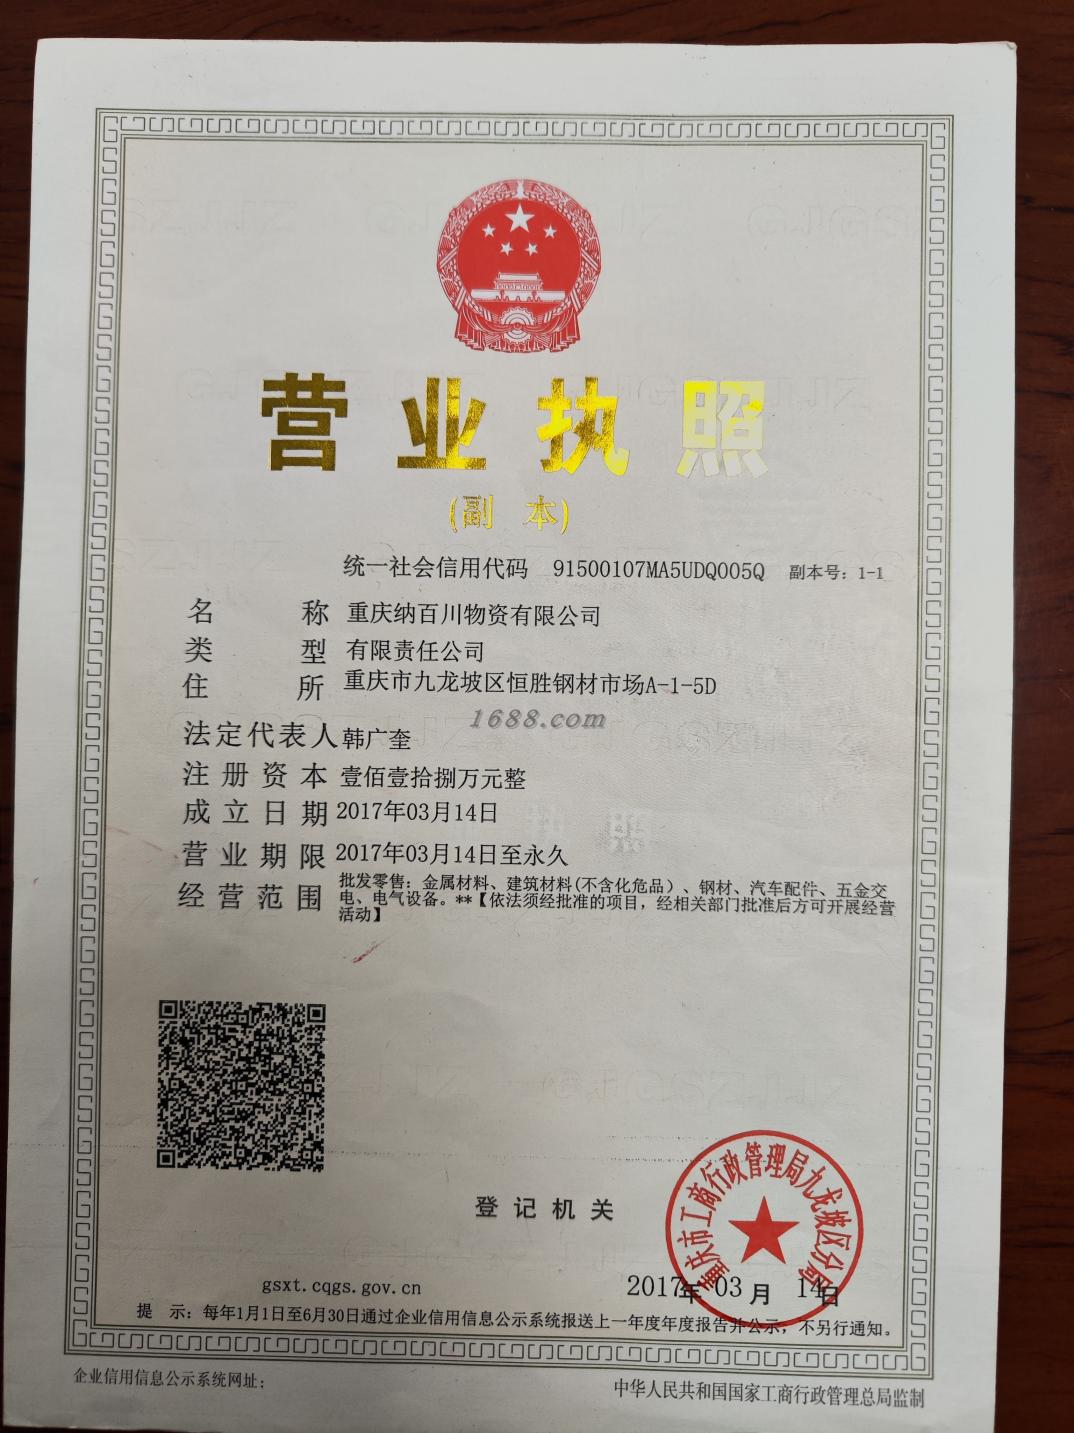 营业执照
(副 本)
统一社会信用代码 91500107MA5UDQ005Q 副本号：1-1
名 称 重庆纳百川物资有限公司
类 型 有限责任公司
住 所 重庆市九龙坡区恒胜钢材市场A-1-5D
1688.com
法定代表人 韩广奎
注册资本 壹佰壹拾捌万元整
成立日期 2017年03月14日
营业期限 2017年03月14日至永久
经营范围 批发零售：金属材料、建筑材料(不含化危品）、钢材、汽车配件、五金交
电、电气设备。**【依法须经批准的项目，经相关部门批准后方可开展经营
活动】
登记机关
重庆市工商行政管理局九龙坡区分局
2017年03月14日
gsxt.cqgs.gov.cn
提 示：每年1月1日至6月30日通过企业信用信息公示系统报送上一年度年度报告并公示，不另行通知。
企业信用信息公示系统网址：
中华人民共和国国家工商行政管理总局监制